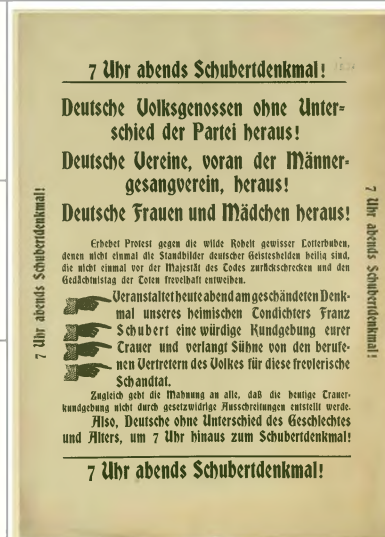 7 Uhr abends Schubertdenkmal!
Deutsche Volksgenossen ohne Unter-
schied der Partei heraus!
Deutsche Vereine, voran der Männer-
gesangverein, heraus!
Deutsche Frauen und Mädchen heraus!
Erhebet Protest gegen die wilde Roheit gewisser Lotterbuben,
denen nicht einmal die Standbilder deutscher Geisteshelden heilig sind,
die nicht einmal vor der Majestät des Todes zurückschrecken und den
Gedächtnistag der Toten frevelhaft entweihen.
Veranstaltet heute abend am geschändeten Denk-
mal unseres heimischen Tondichters Franz
Schubert eine würdige Kundgebung eurer
Trauer und verlangt Sühne von den berufe-
nen Vertretern des Volkes für diese frevlerische
Schandtat.
Zugleich geht die Mahnung an alle, daß die heutige Trauer-
kundgebung nicht durch gesetzwidrige Ausschreitungen entstellt werde.
Also, Deutsche ohne Unterschied des Geschlechtes
und Alters, um 7 Uhr hinaus zum Schubertdenkmal!
7 Uhr abends Schubertdenkmal!
7 Uhr abends Schubertdenkmal!
7 Uhr abends Schubertdenkmal!